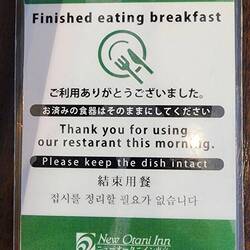 Finished eating breakfast
ご利用ありがとうございました。
お済みの食器はそのままにしてください
Thank you for using
our restarant this morning.
Please keep the dish intact
結束用餐
접시를 정리할 필요가 없습니다
New Otani Inn